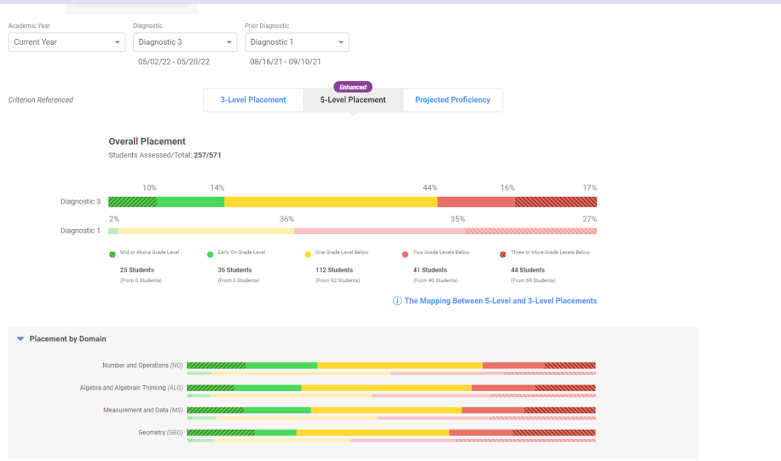 Academic Year
Diagnostic
Prior Diagnostic
Current Year
Diagnostic 3
Diagnostic 1
05/02/22 - 05/20/22
08/16/21 - 09/10/21
Enhanced
Criterion Referenced
3-Level Placement
5-Level Placement
Projected Proficiency
Overall Placement
Students Assessed/Total: 257/571
10% 14% 44% 16% 17%
Diagnostic 3
2% 36% 35% 27%
Diagnostic 1
Mid or Above Grade Level
Early On Grade Level
One Grade Level Below
Two Grade Levels Below
Three or More Grade Levels Below
25 Students
35 Students
112 Students
41 Students
44 Students
(From 0 Students)
(From 6 Students)
(From 92 Students)
(From 90 Students)
(From 69 Students)
The Mapping Between 5-Level and 3-Level Placements
Placement by Domain
Number and Operations (NO)
Algebra and Algebraic Thinking (ALG)
Measurement and Data (MS)
Geometry (GEO)